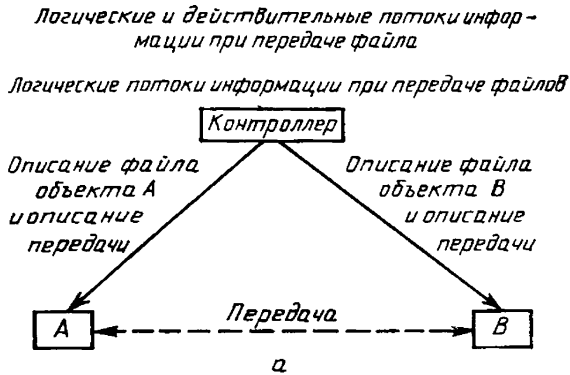 Логические и действительные потоки инфор-
мации при передаче файла
Логические потоки информации при передаче файлов
Контроллер
Описание файла
объекта А
и описание
передачи
Описание файла
объекта В
и описание
передачи
А
Передача
В
а